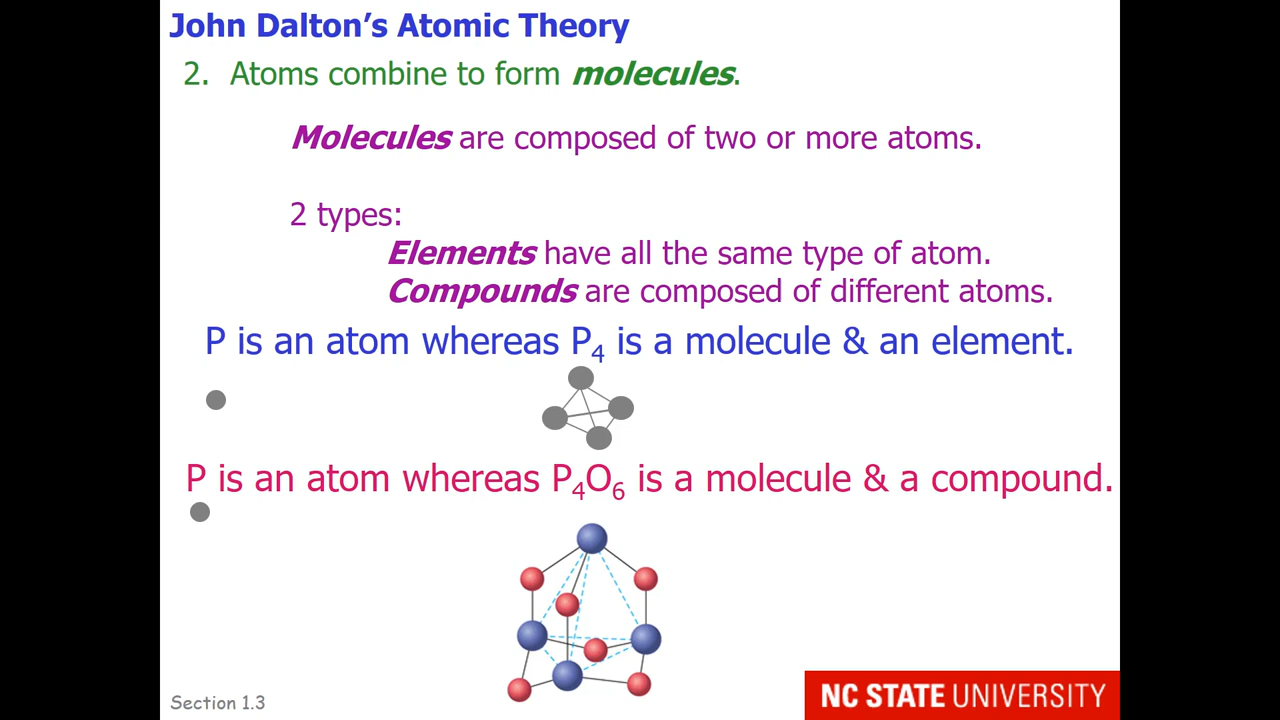 John Dalton's Atomic Theory
2. Atoms combine to form molecules.
Molecules are composed of two or more atoms.
2 types:
Elements have all the same type of atom.
Compounds are composed of different atoms.
P is an atom whereas P₄ is a molecule & an element.
P is an atom whereas P₄O₆ is a molecule & a compound.
Section 1.3
NC STATE UNIVERSITY